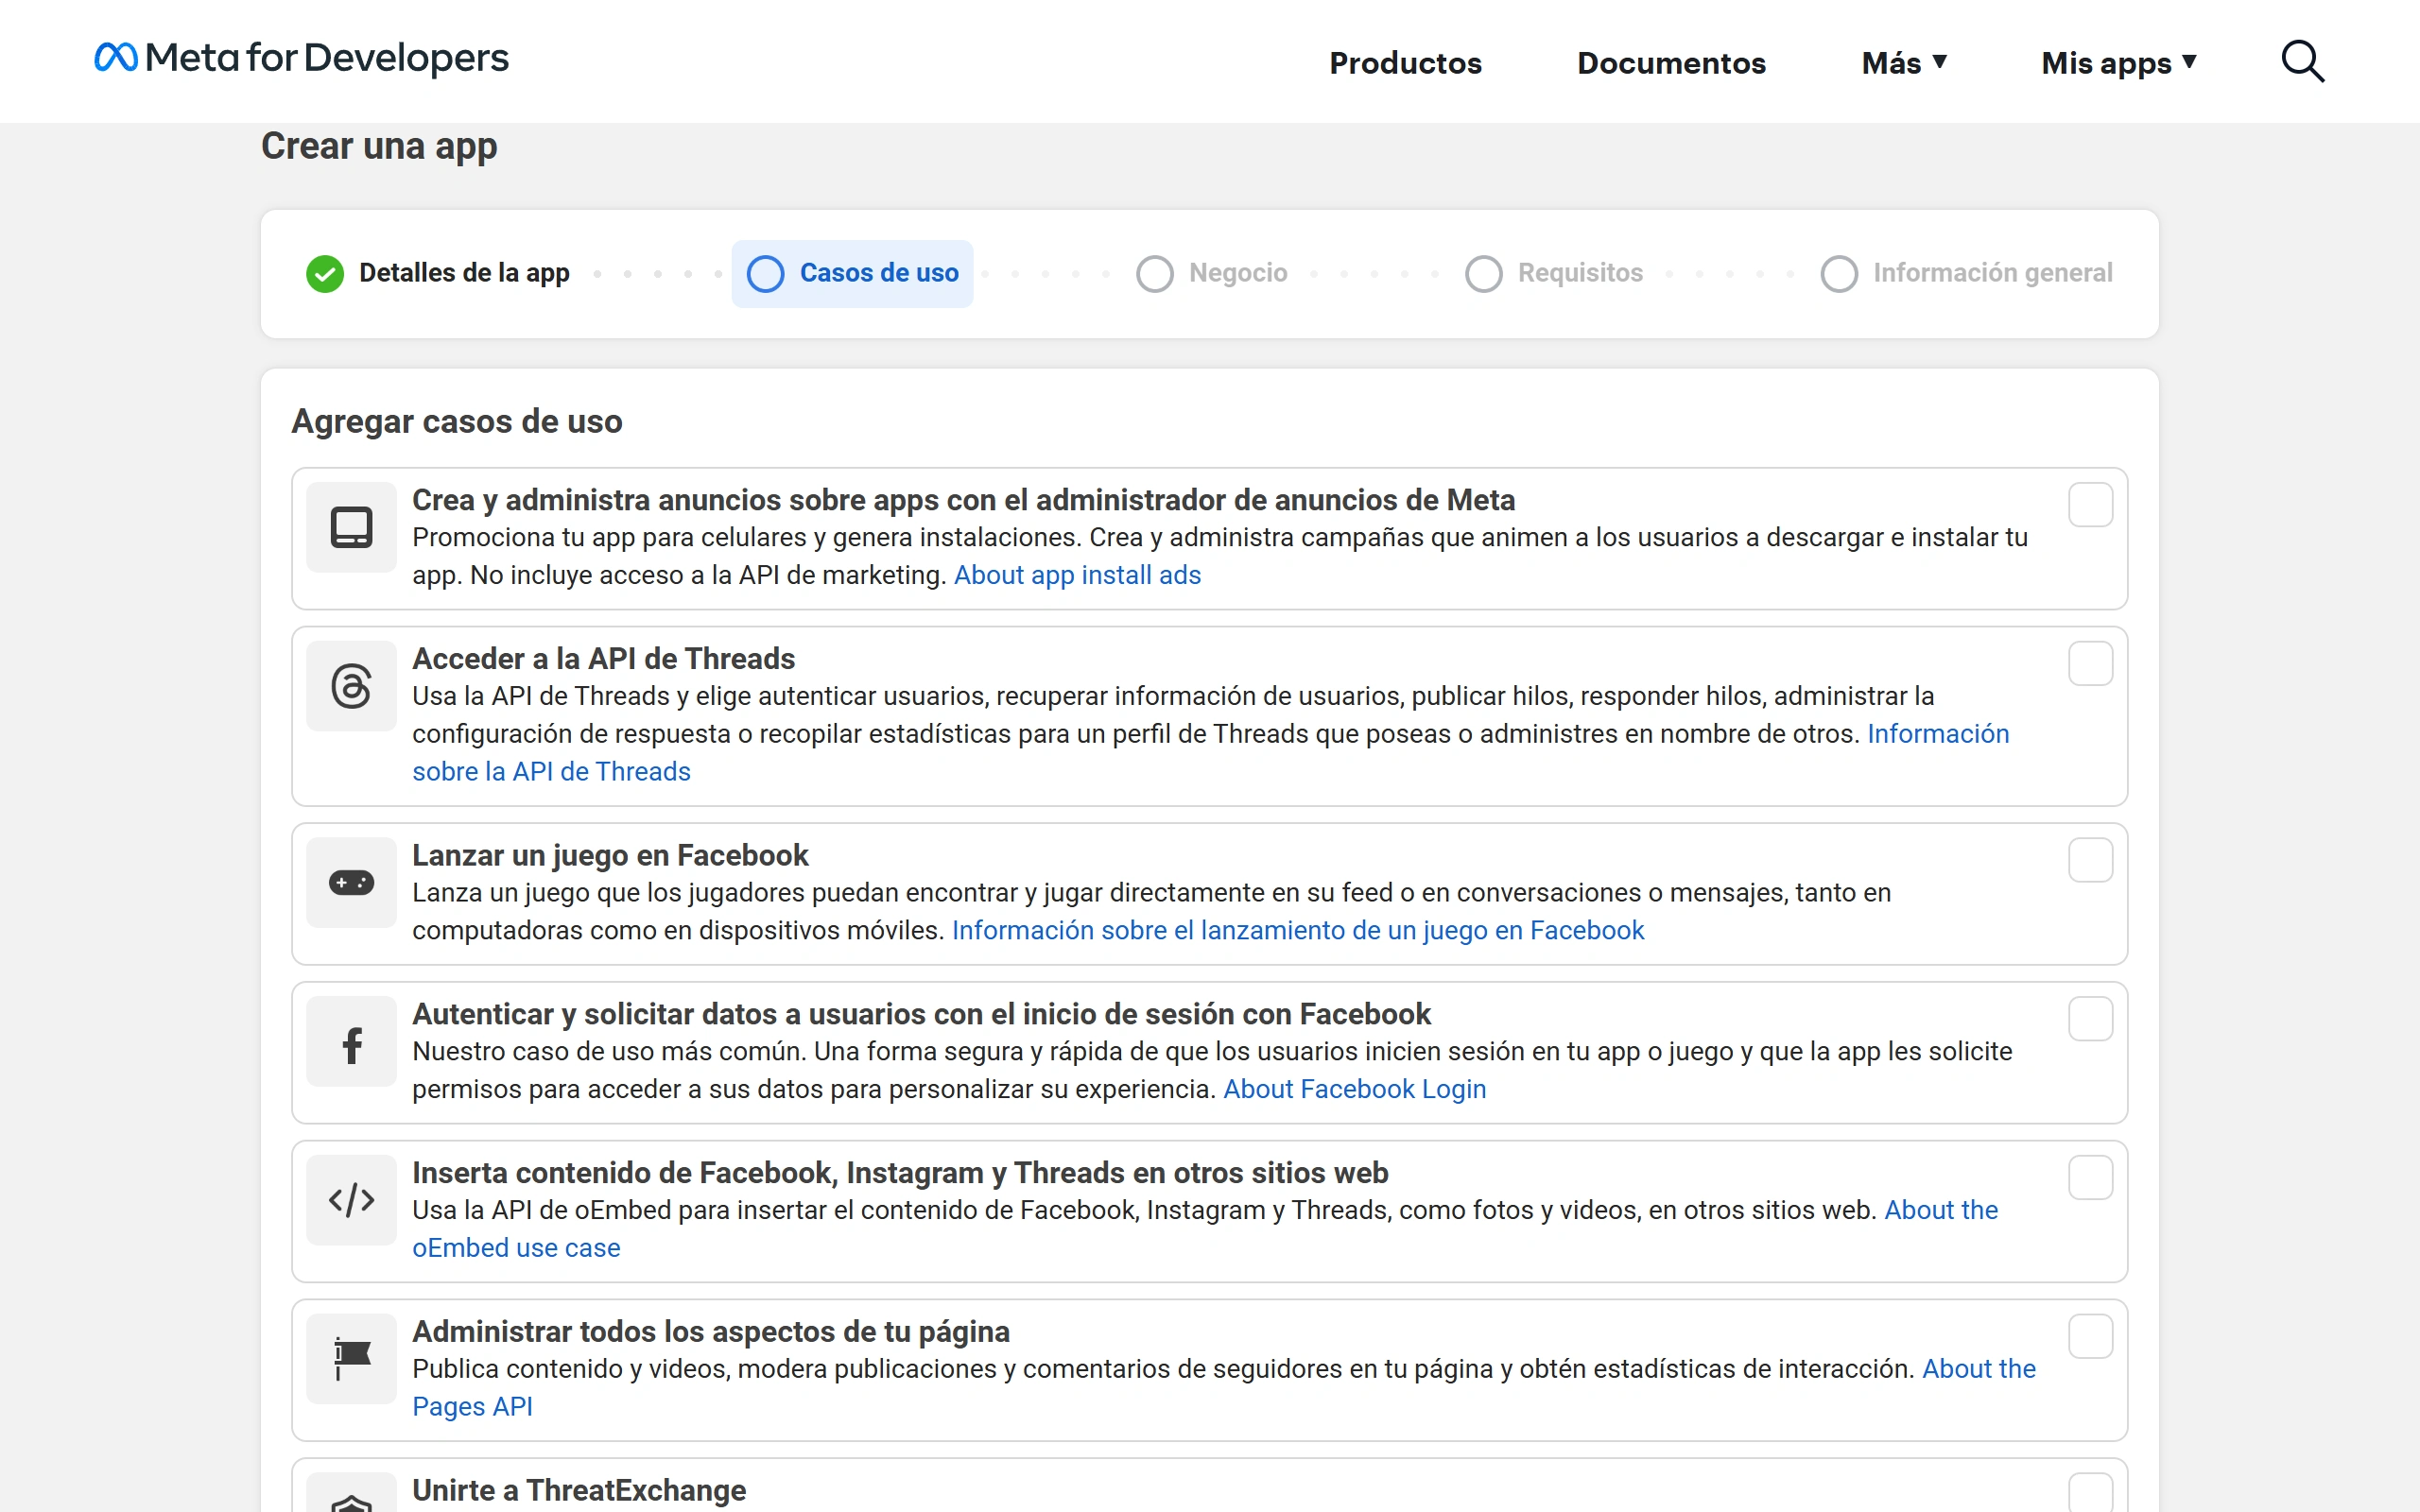 Meta for Developers
Productos
Documentos
Más ▼
Mis apps ▼
Crear una app
Detalles de la app
Casos de uso
Negocio
Requisitos
Información general
Agregar casos de uso
Crea y administra anuncios sobre apps con el administrador de anuncios de Meta
Promociona tu app para celulares y genera instalaciones. Crea y administra campañas que animen a los usuarios a descargar e instalar tu
app. No incluye acceso a la API de marketing. About app install ads
Acceder a la API de Threads
Usa la API de Threads y elige autenticar usuarios, recuperar información de usuarios, publicar hilos, responder hilos, administrar la
configuración de respuesta o recopilar estadísticas para un perfil de Threads que poseas o administres en nombre de otros. Información
sobre la API de Threads
Lanzar un juego en Facebook
Lanza un juego que los jugadores puedan encontrar y jugar directamente en su feed o en conversaciones o mensajes, tanto en
computadoras como en dispositivos móviles. Información sobre el lanzamiento de un juego en Facebook
Autenticar y solicitar datos a usuarios con el inicio de sesión con Facebook
Nuestro caso de uso más común. Una forma segura y rápida de que los usuarios inicien sesión en tu app o juego y que la app les solicite
permisos para acceder a sus datos para personalizar su experiencia. About Facebook Login
Inserta contenido de Facebook, Instagram y Threads en otros sitios web
Usa la API de oEmbed para insertar el contenido de Facebook, Instagram y Threads, como fotos y videos, en otros sitios web. About the
oEmbed use case
Administrar todos los aspectos de tu página
Publica contenido y videos, modera publicaciones y comentarios de seguidores en tu página y obtén estadísticas de interacción. About the
Pages API
Unirte a ThreatExchange